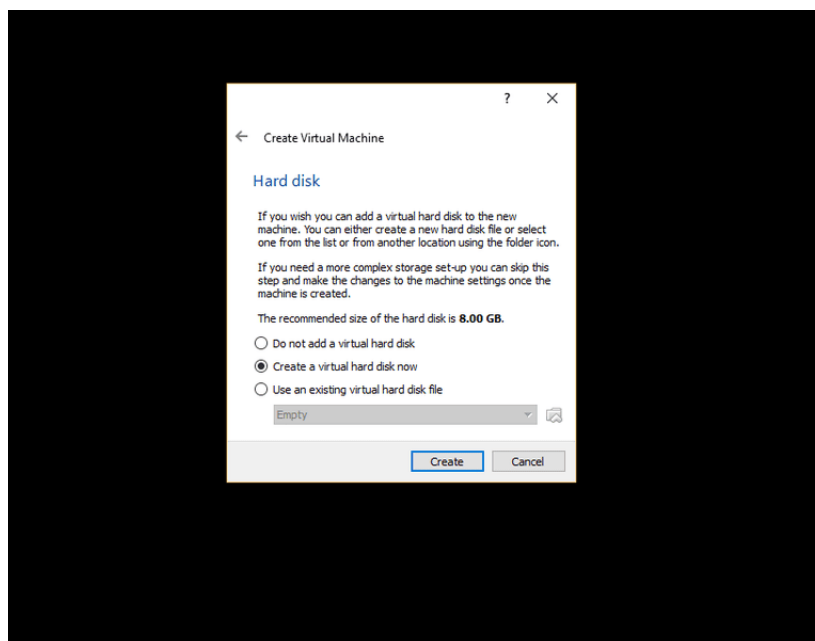 ?
Create Virtual Machine
Hard disk
If you wish you can add a virtual hard disk to the new
machine. You can either create a new hard disk file or select
one from the list or from another location using the folder icon.
If you need a more complex storage set-up you can skip this
step and make the changes to the machine settings once the
machine is created.
The recommended size of the hard disk is 8.00 GB.
Do not add a virtual hard disk
Create a virtual hard disk now
Use an existing virtual hard disk file
Empty
Create Cancel